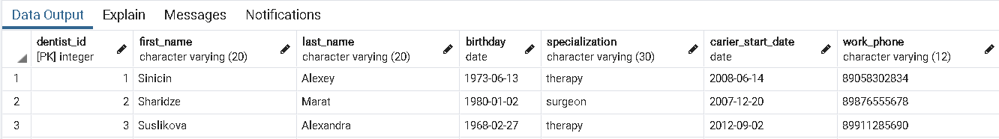 Data Output Explain Messages Notifications
dentist_id first_name last_name birthday specialization carier_start_date work_phone
[PK] integer character varying (20) character varying (20) date character varying (30) date character varying (12)
1 1 Sinicin Alexey 1973-06-13 therapy 2008-06-14 89058302834
2 2 Sharidze Marat 1980-01-02 surgeon 2007-12-20 89876555678
3 3 Suslikova Alexandra 1968-02-27 therapy 2012-09-02 89911285690